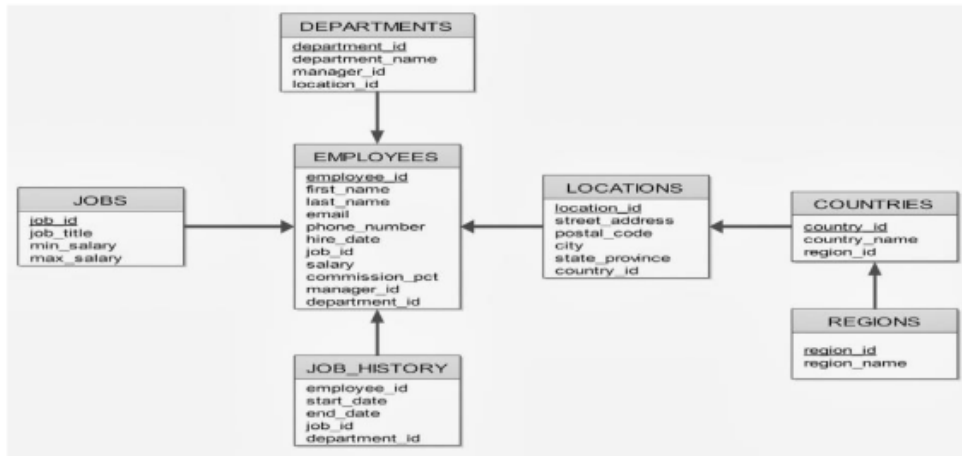 DEPARTMENTS
department_id
department_name
manager_id
location_id
EMPLOYEES
employee_id
first_name
last_name
email
phone_number
hire_date
job_id
salary
commission_pct
manager_id
department_id
JOBS
job_id
job_title
min_salary
max_salary
LOCATIONS
location_id
street_address
postal_code
city
state_province
country_id
COUNTRIES
country_id
country_name
region_id
REGIONS
region_id
region_name
JOB_HISTORY
employee_id
start_date
end_date
job_id
department_id